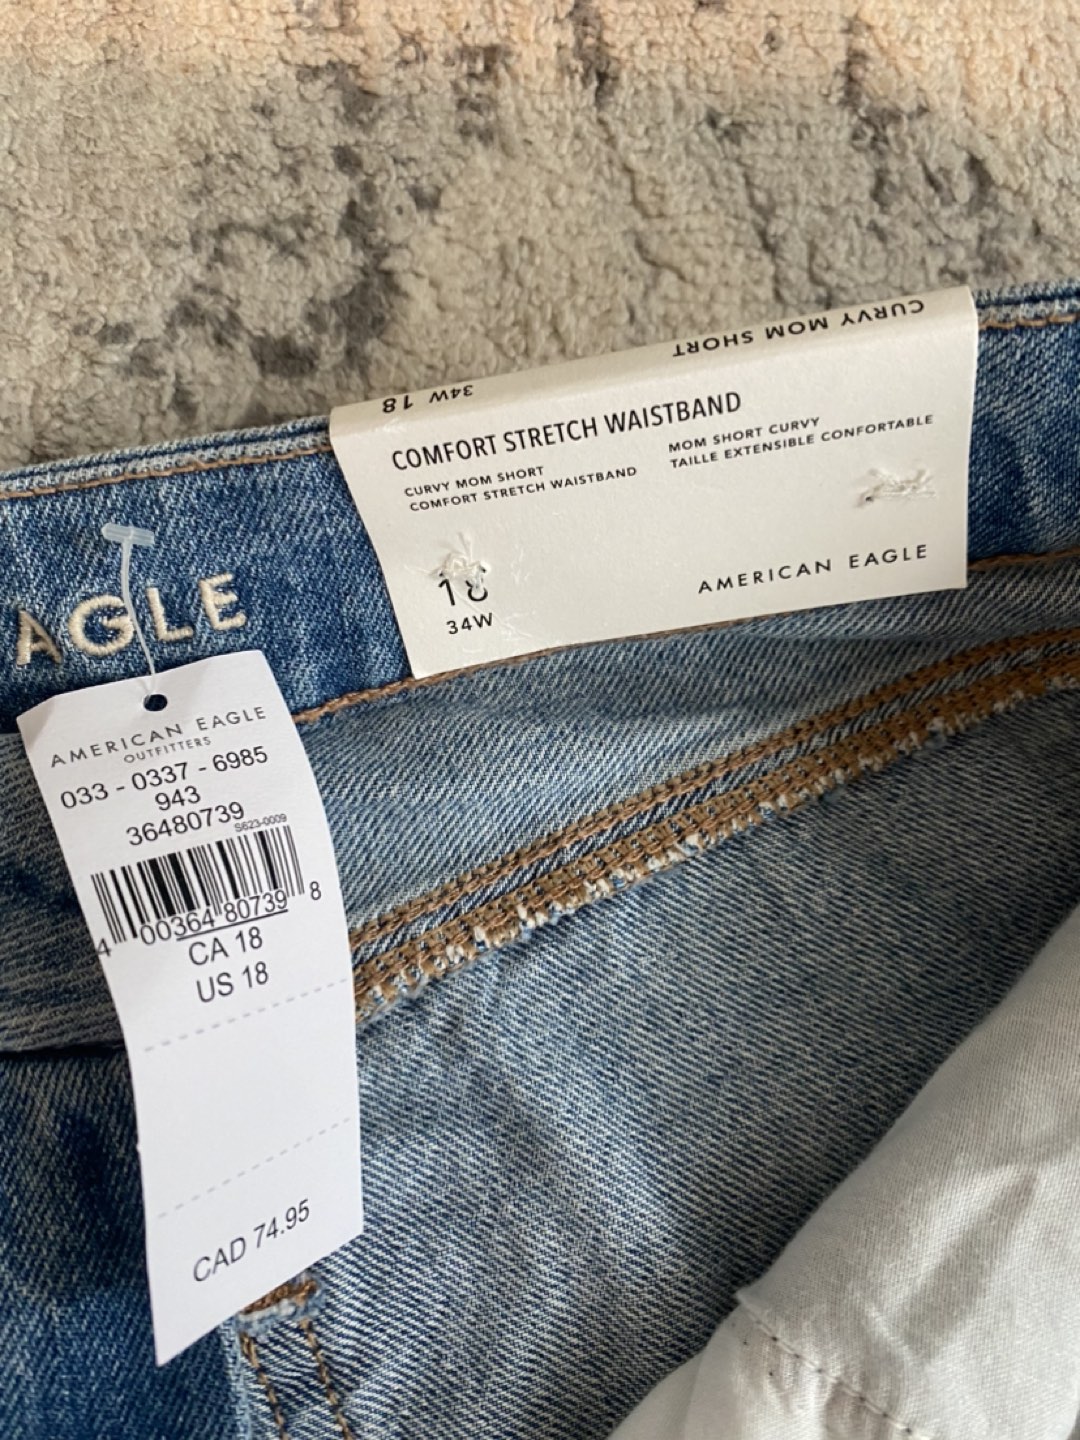 CURVY MOM SHORT
34W 18
COMFORT STRETCH WAISTBAND
CURVY MOM SHORT
COMFORT STRETCH WAISTBAND
MOM SHORT CURVY
TAILLE EXTENSIBLE CONFORTABLE
18
34W
AMERICAN EAGLE
AGLE
AMERICAN EAGLE
OUTFITTERS
033 - 0337 - 6985
943
36480739
S623-0009
4 00364 80739 8
CA 18
US 18
CAD 74.95